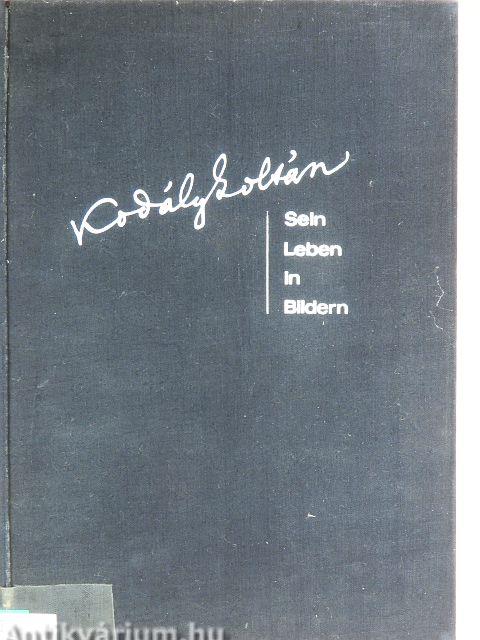 Kodály Zoltán
Sein
Leben
in
Bildern
Antikvárium.hu